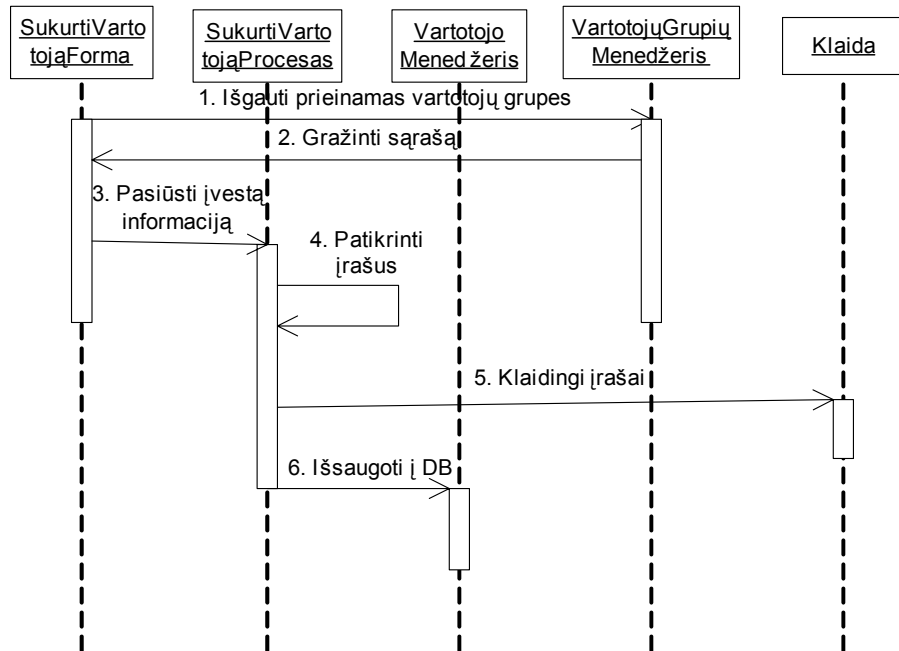 SukurtiVarto
tojąForma
SukurtiVarto
tojąProcesas
Vartotojo
Menedžeris
VartotojųGrupių
Menedžeris
Klaida
1. Išgauti prieinamas vartotojų grupes
2. Gražinti sąrašą
3. Pasiūsti įvestą
informaciją
4. Patikrinti
įrašus
5. Klaidingi įrašai
6. Išsaugoti į DB